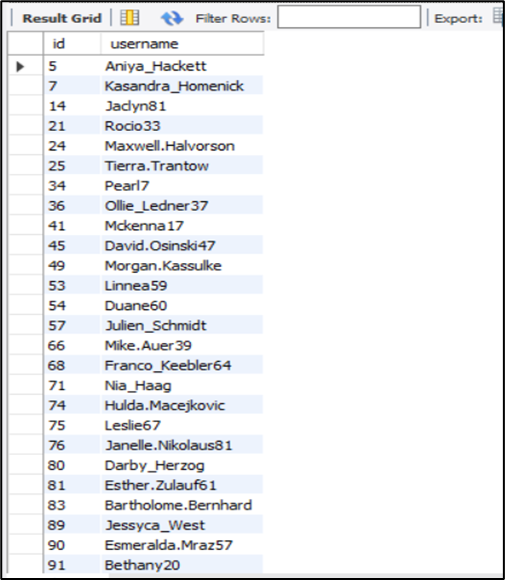 Result Grid Filter Rows: Export:
id username
5 Aniya_Hackett
7 Kasandra_Homenick
14 Jaclyn81
21 Rocio33
24 Maxwell.Halvorson
25 Tierra.Trantow
34 Pearl7
36 Ollie_Ledner37
41 Mckenna17
45 David.Osinski47
49 Morgan.Kassulke
53 Linnea59
54 Duane60
57 Julien_Schmidt
66 Mike.Auer39
68 Franco_Keebler64
71 Nia_Haag
74 Hulda.Macejkovic
75 Leslie67
76 Janelle.Nikolaus81
80 Darby_Herzog
81 Esther.Zulauf61
83 Bartholome.Bernhard
89 Jessyca_West
90 Esmeralda.Mraz57
91 Bethany20